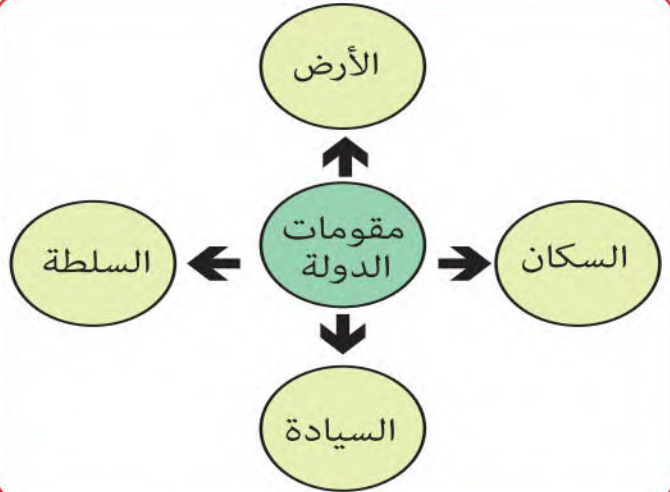 الأرض
مقومات
الدولة
السكان
السلطة
السيادة